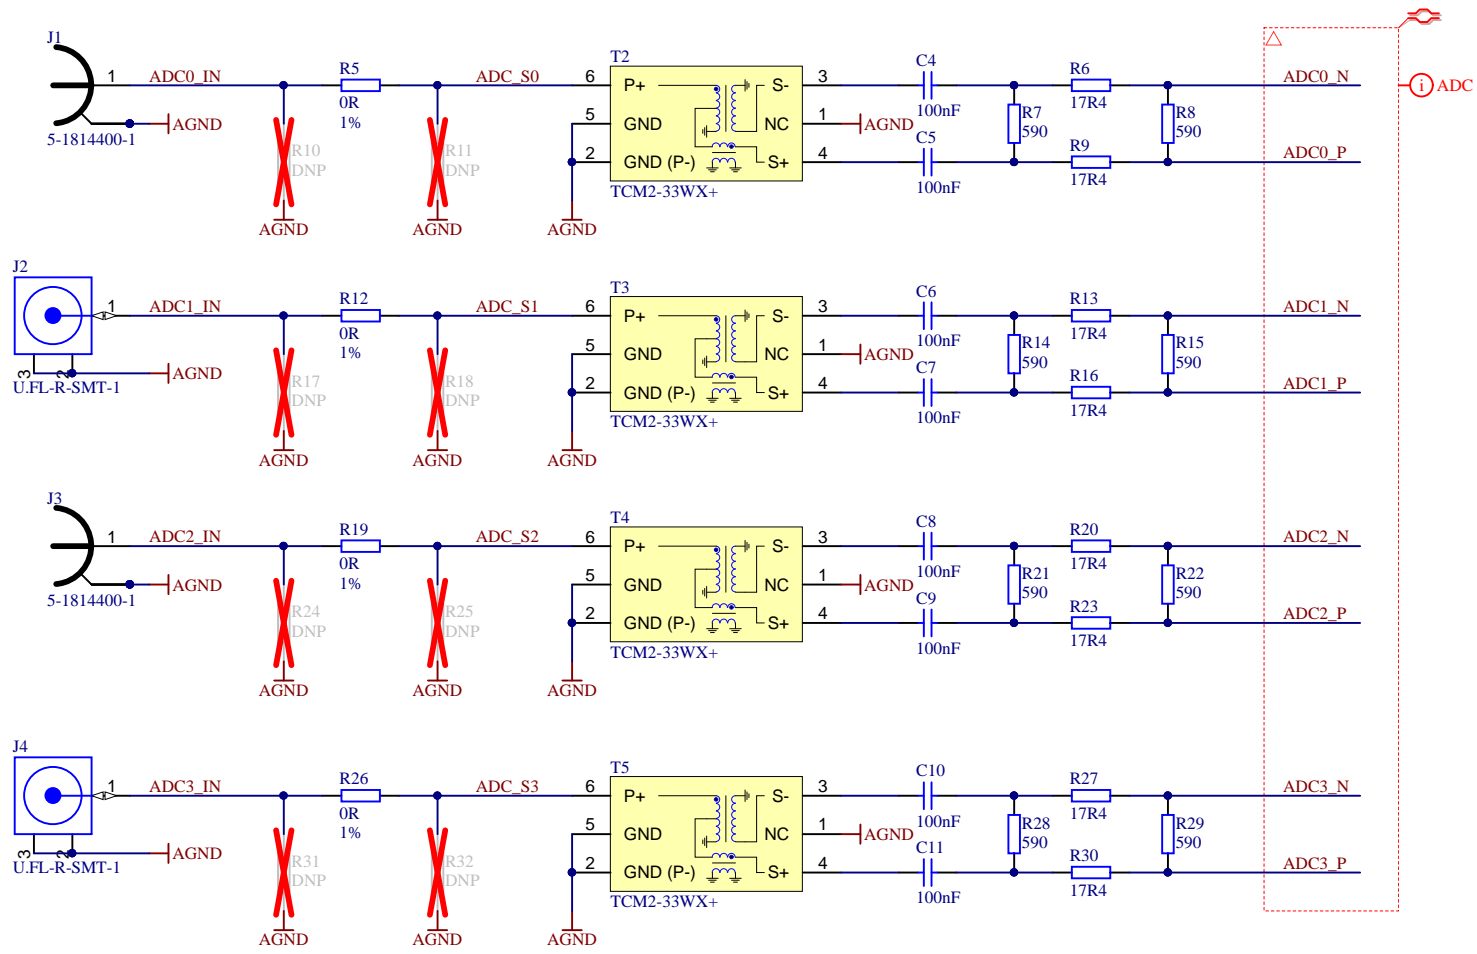 J1
1
ADC0_IN
AGND
5-1814400-1
R5
0R
1%
R10
DNP
AGND
R11
DNP
AGND
ADC_S0
T2
6
5
2
P+
GND
GND (P-)
S-
NC
S+
3
1
4
TCM2-33WX+
AGND
AGND
C4
100nF
C5
100nF
R7
590
R6
17R4
R9
17R4
R8
590
ADC0_N
ADC0_P
i
ADC
J2
1
3
2
ADC1_IN
AGND
U.FL-R-SMT-1
R12
0R
1%
R17
DNP
AGND
R18
DNP
AGND
ADC_S1
T3
6
5
2
P+
GND
GND (P-)
S-
NC
S+
3
1
4
TCM2-33WX+
AGND
AGND
C6
100nF
C7
100nF
R14
590
R13
17R4
R16
17R4
R15
590
ADC1_N
ADC1_P
J3
1
ADC2_IN
AGND
5-1814400-1
R19
0R
1%
R24
DNP
AGND
R25
DNP
AGND
ADC_S2
T4
6
5
2
P+
GND
GND (P-)
S-
NC
S+
3
1
4
TCM2-33WX+
AGND
AGND
C8
100nF
C9
100nF
R21
590
R20
17R4
R23
17R4
R22
590
ADC2_N
ADC2_P
J4
1
3
2
ADC3_IN
AGND
U.FL-R-SMT-1
R26
0R
1%
R31
DNP
AGND
R32
DNP
AGND
ADC_S3
T5
6
5
2
P+
GND
GND (P-)
S-
NC
S+
3
1
4
TCM2-33WX+
AGND
AGND
C10
100nF
C11
100nF
R28
590
R27
17R4
R30
17R4
R29
590
ADC3_N
ADC3_P